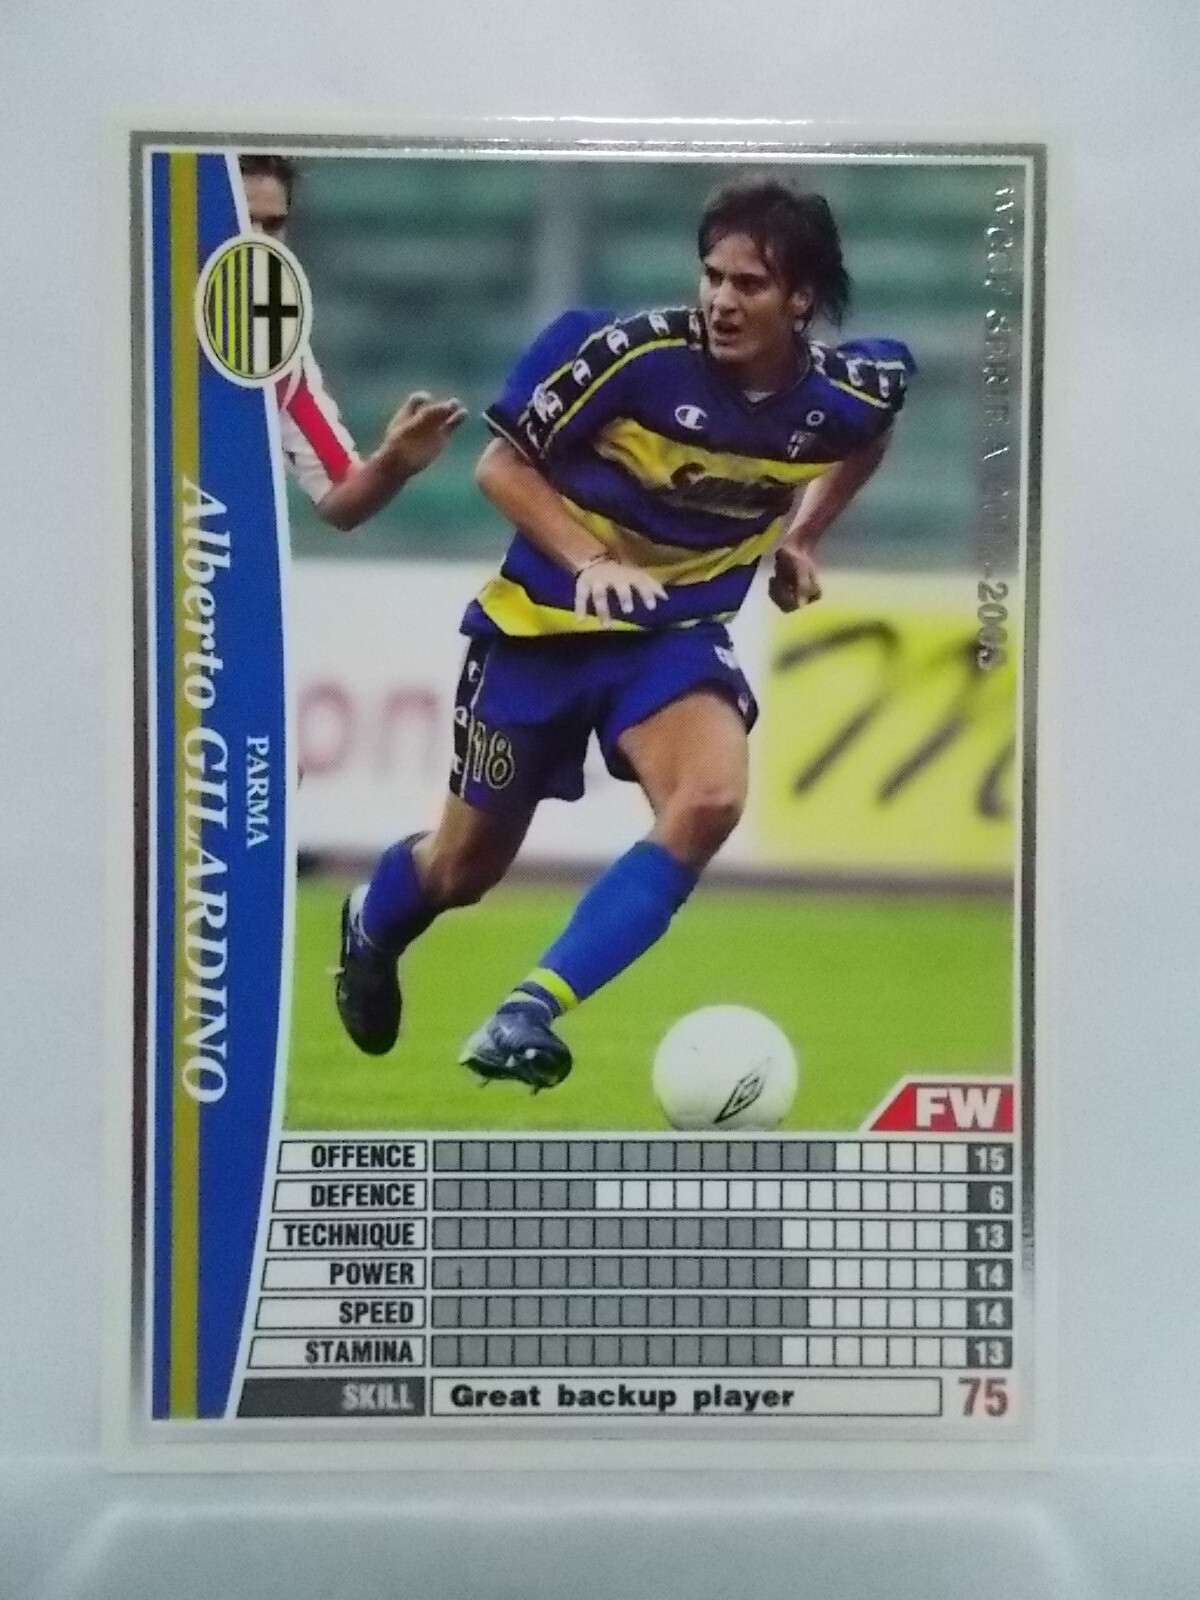 PARMA
Alberto GILARDINO
18
FW
OFFENCE 15
DEFENCE 6
TECHNIQUE 13
POWER 14
SPEED 14
STAMINA 13
SKILL Great backup player 75